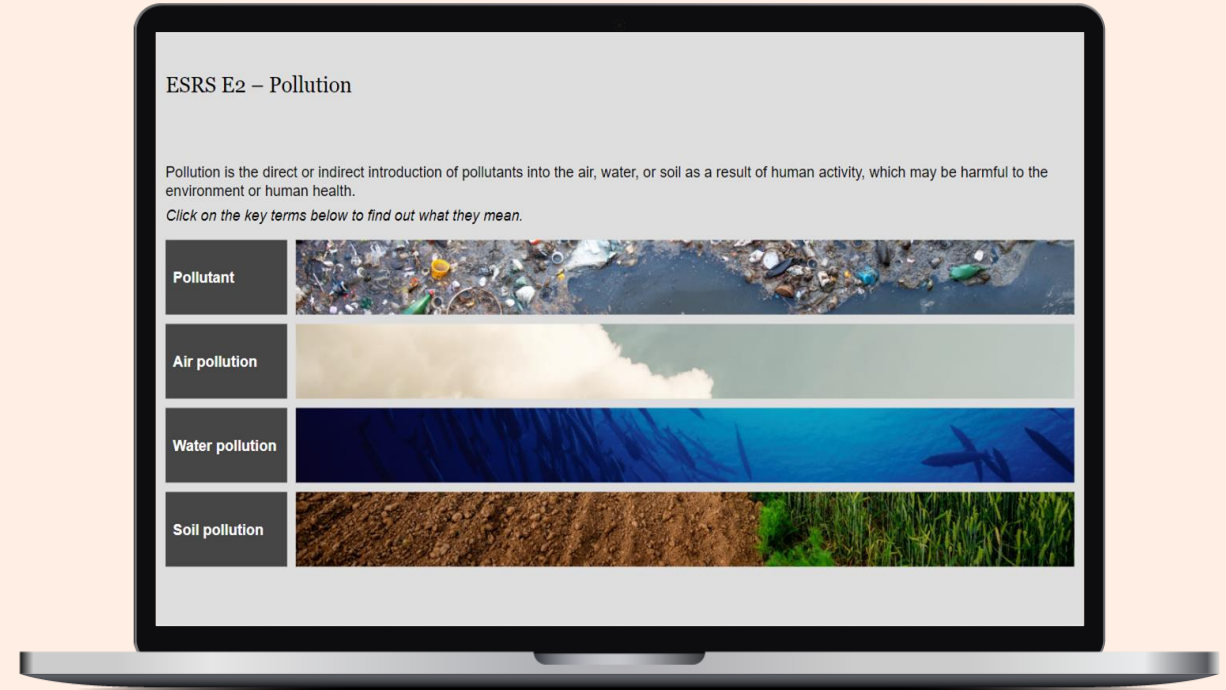 ESRS E2 – Pollution
Pollution is the direct or indirect introduction of pollutants into the air, water, or soil as a result of human activity, which may be harmful to the
environment or human health.
Click on the key terms below to find out what they mean.
Pollutant
Air pollution
Water pollution
Soil pollution